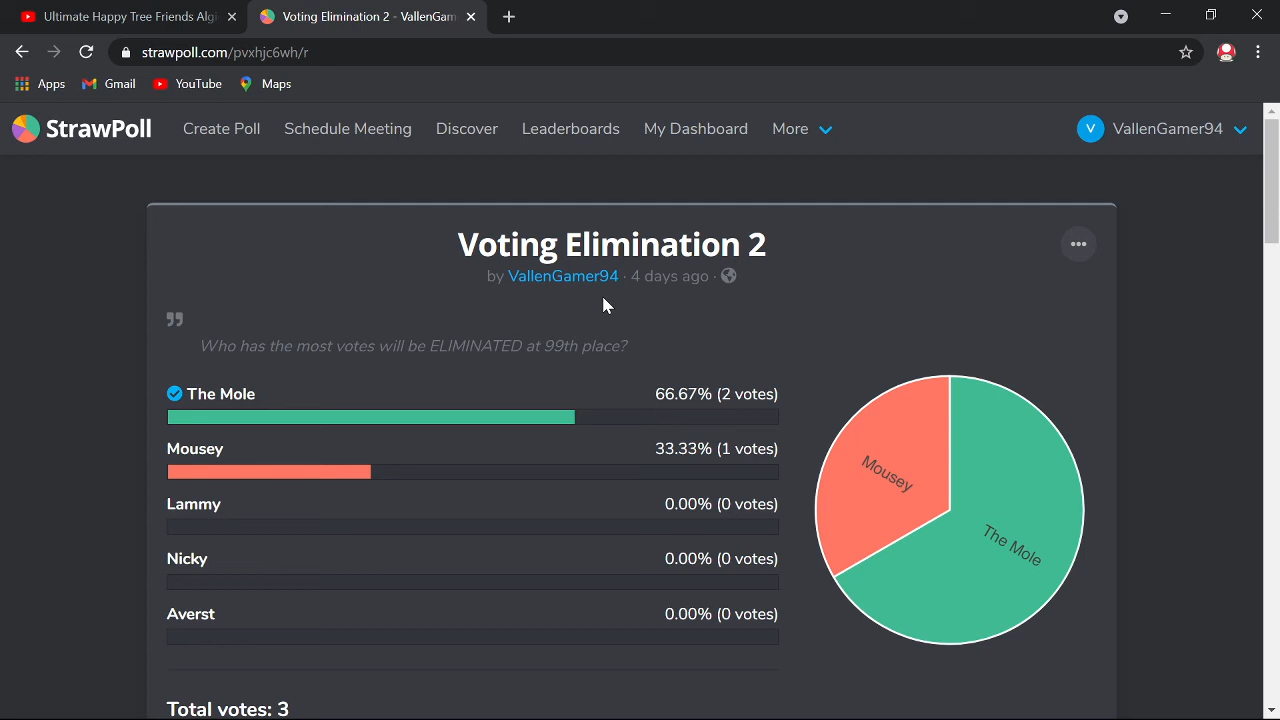 Ultimate Happy Tree Friends Algi
Voting Elimination 2 - VallenGam
strawpoll.com/pvxhjc6wh/r
Apps Gmail YouTube Maps
StrawPoll Create Poll Schedule Meeting Discover Leaderboards My Dashboard More V VallenGamer94
Voting Elimination 2
by VallenGamer94 · 4 days ago ·
Who has the most votes will be ELIMINATED at 99th place?
The Mole 66.67% (2 votes)
Mousey 33.33% (1 votes)
Lammy 0.00% (0 votes)
Nicky 0.00% (0 votes)
Averst 0.00% (0 votes)
Mousey
The Mole
Total votes: 3